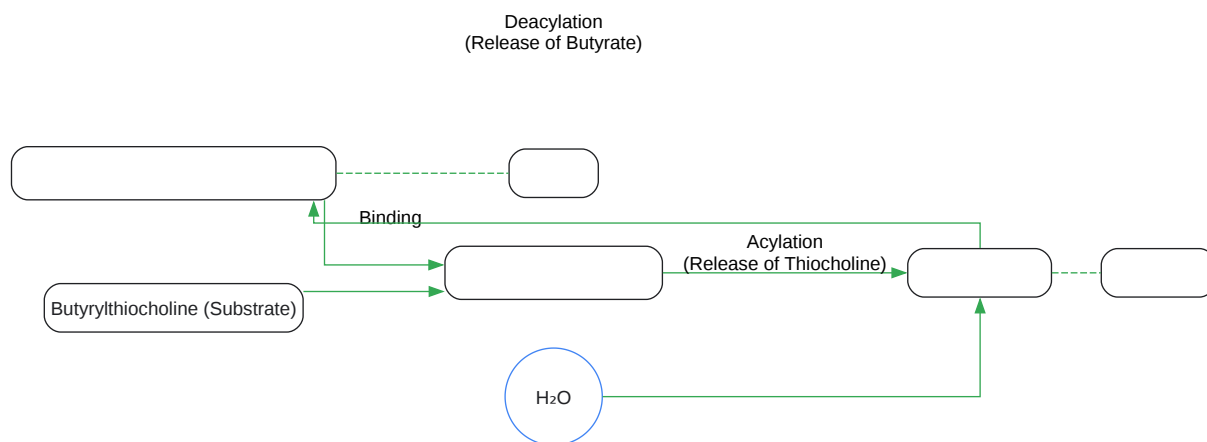 Deacylation
(Release of Butyrate)
Binding
Acylation
(Release of Thiocholine)
Butyrylthiocholine (Substrate)
H₂O